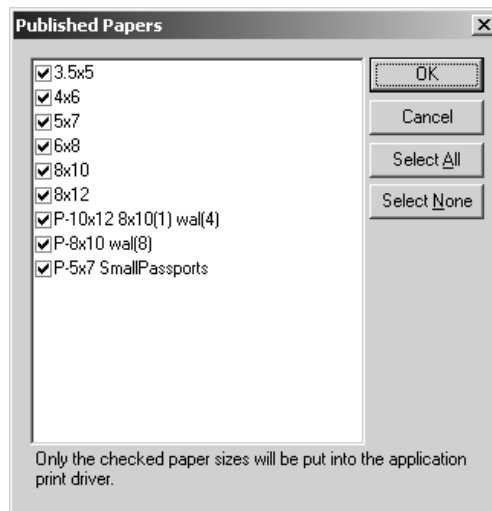 Published Papers
3.5x5
4x6
5x7
6x8
8x10
8x12
P-10x12 8x10(1) wal(4)
P-8x10 wal(8)
P-5x7 SmallPassports
OK
Cancel
Select All
Select None
Only the checked paper sizes will be put into the application
print driver.